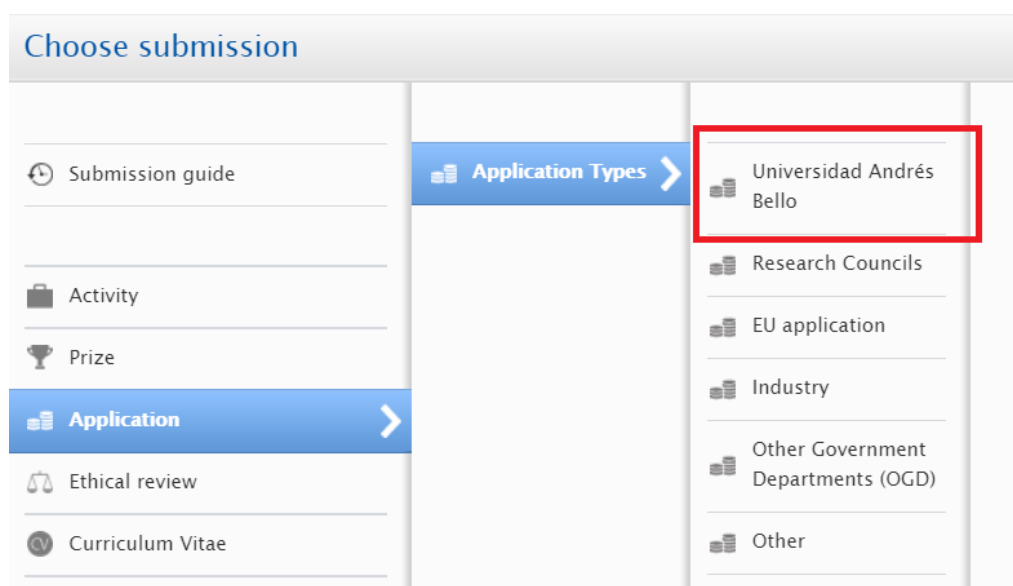 Choose submission
Submission guide
Activity
Prize
Application
Ethical review
CV
Curriculum Vitae
Application Types
Universidad Andrés
Bello
Research Councils
EU application
Industry
Other Government
Departments (OGD)
Other